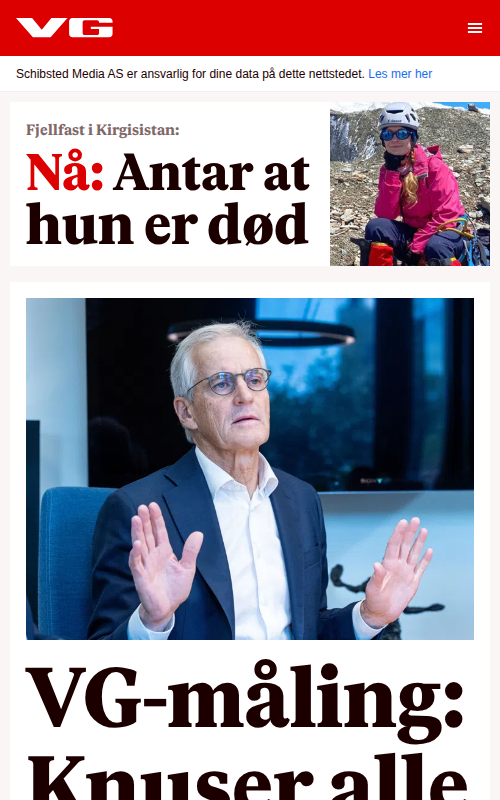 VG
Schibsted Media AS er ansvarlig for dine data på dette nettstedet. Les mer her
Fjellfast i Kirgisistan:
Nå: Antar at
hun er død
VG-måling:
Knuser alle